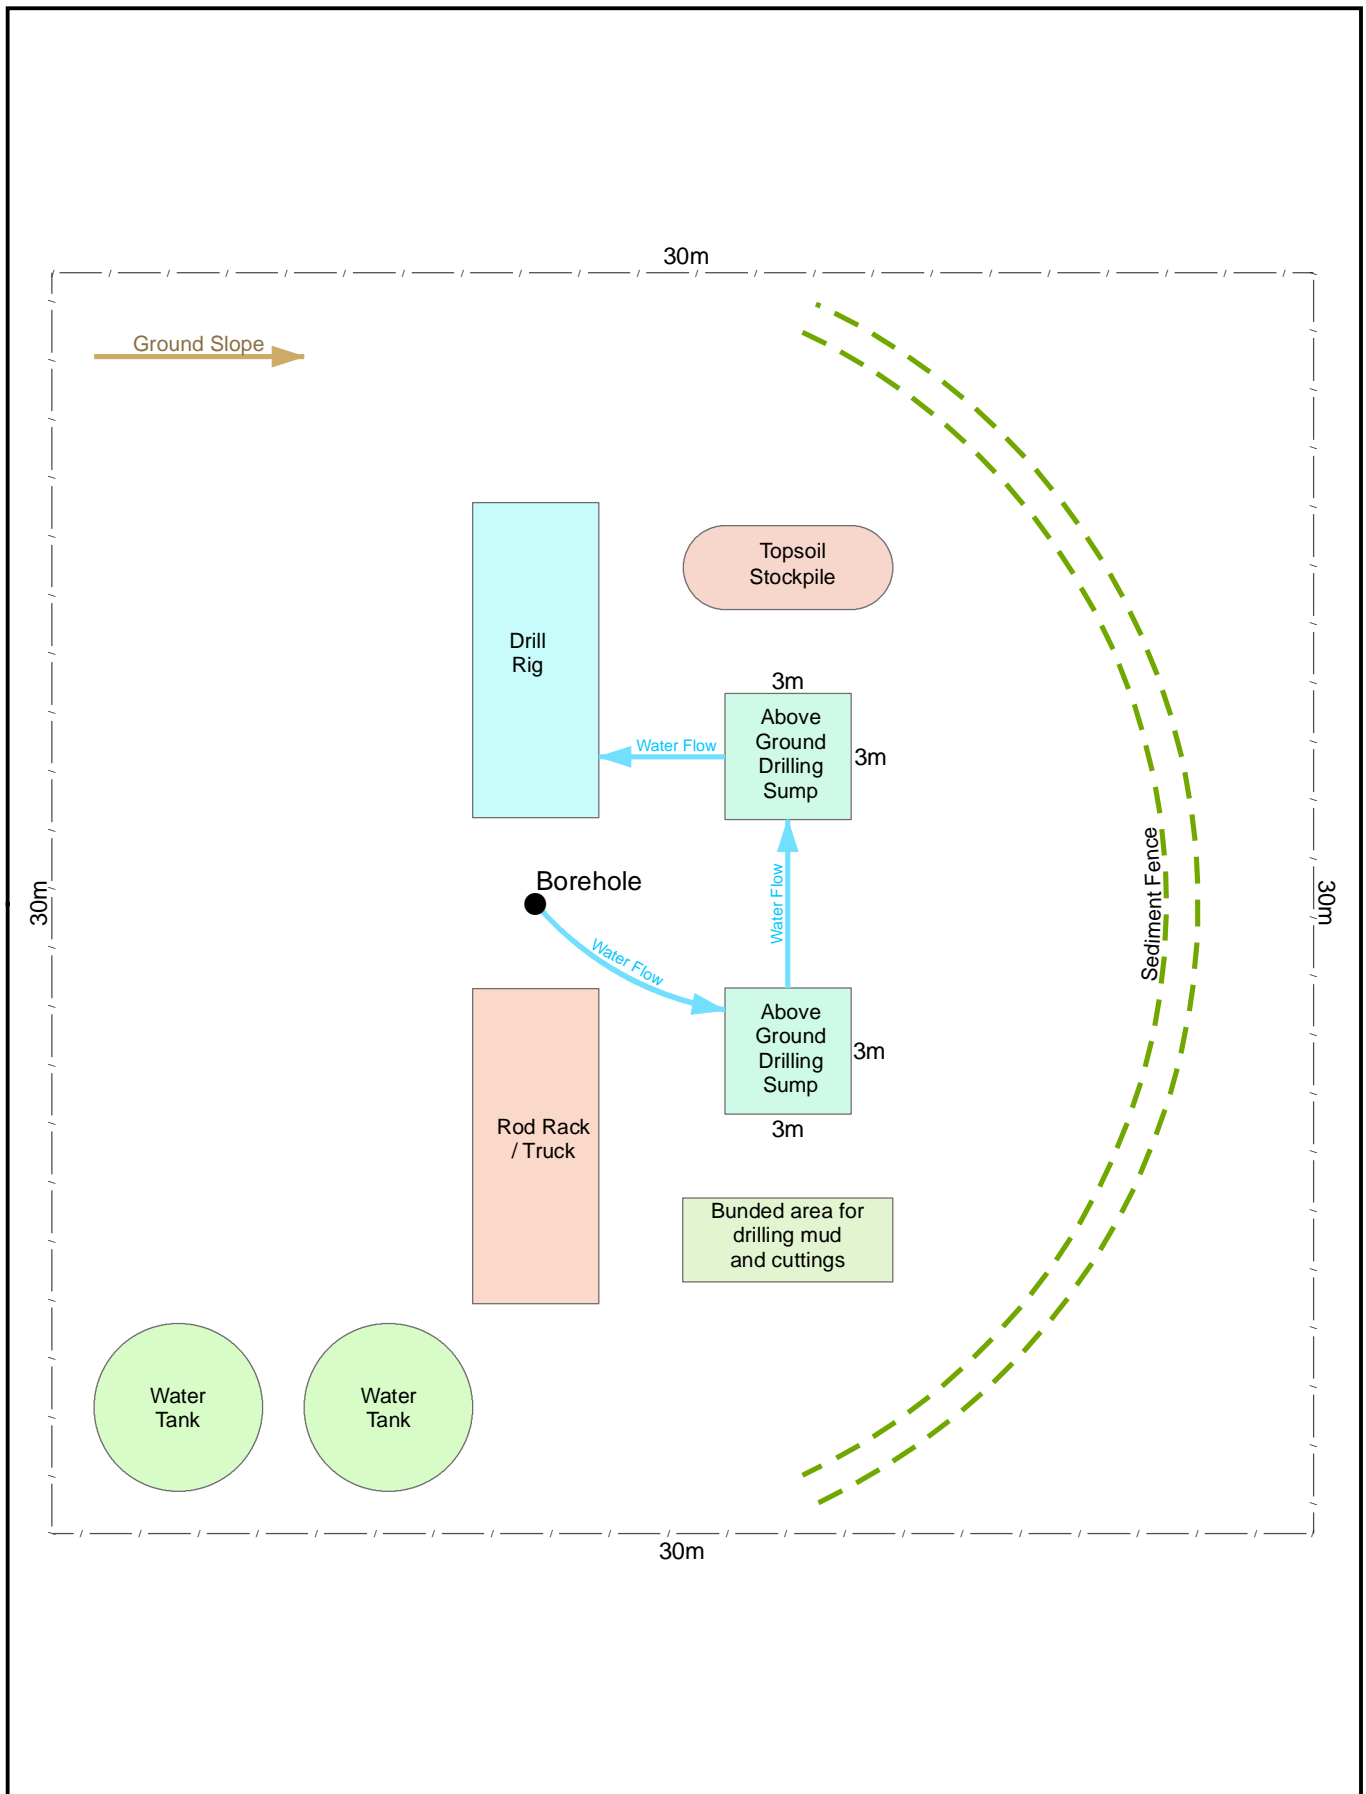 30m
Ground Slope
Topsoil
Stockpile
Drill
Rig
3m
Above
Ground
Drilling
Sump
3m
Water Flow
Water Flow
Borehole
Water Flow
30m
Sediment Fence
30m
Above
Ground
Drilling
Sump
3m
3m
Rod Rack
/ Truck
Bunded area for
drilling mud
and cuttings
Water
Tank
Water
Tank
30m